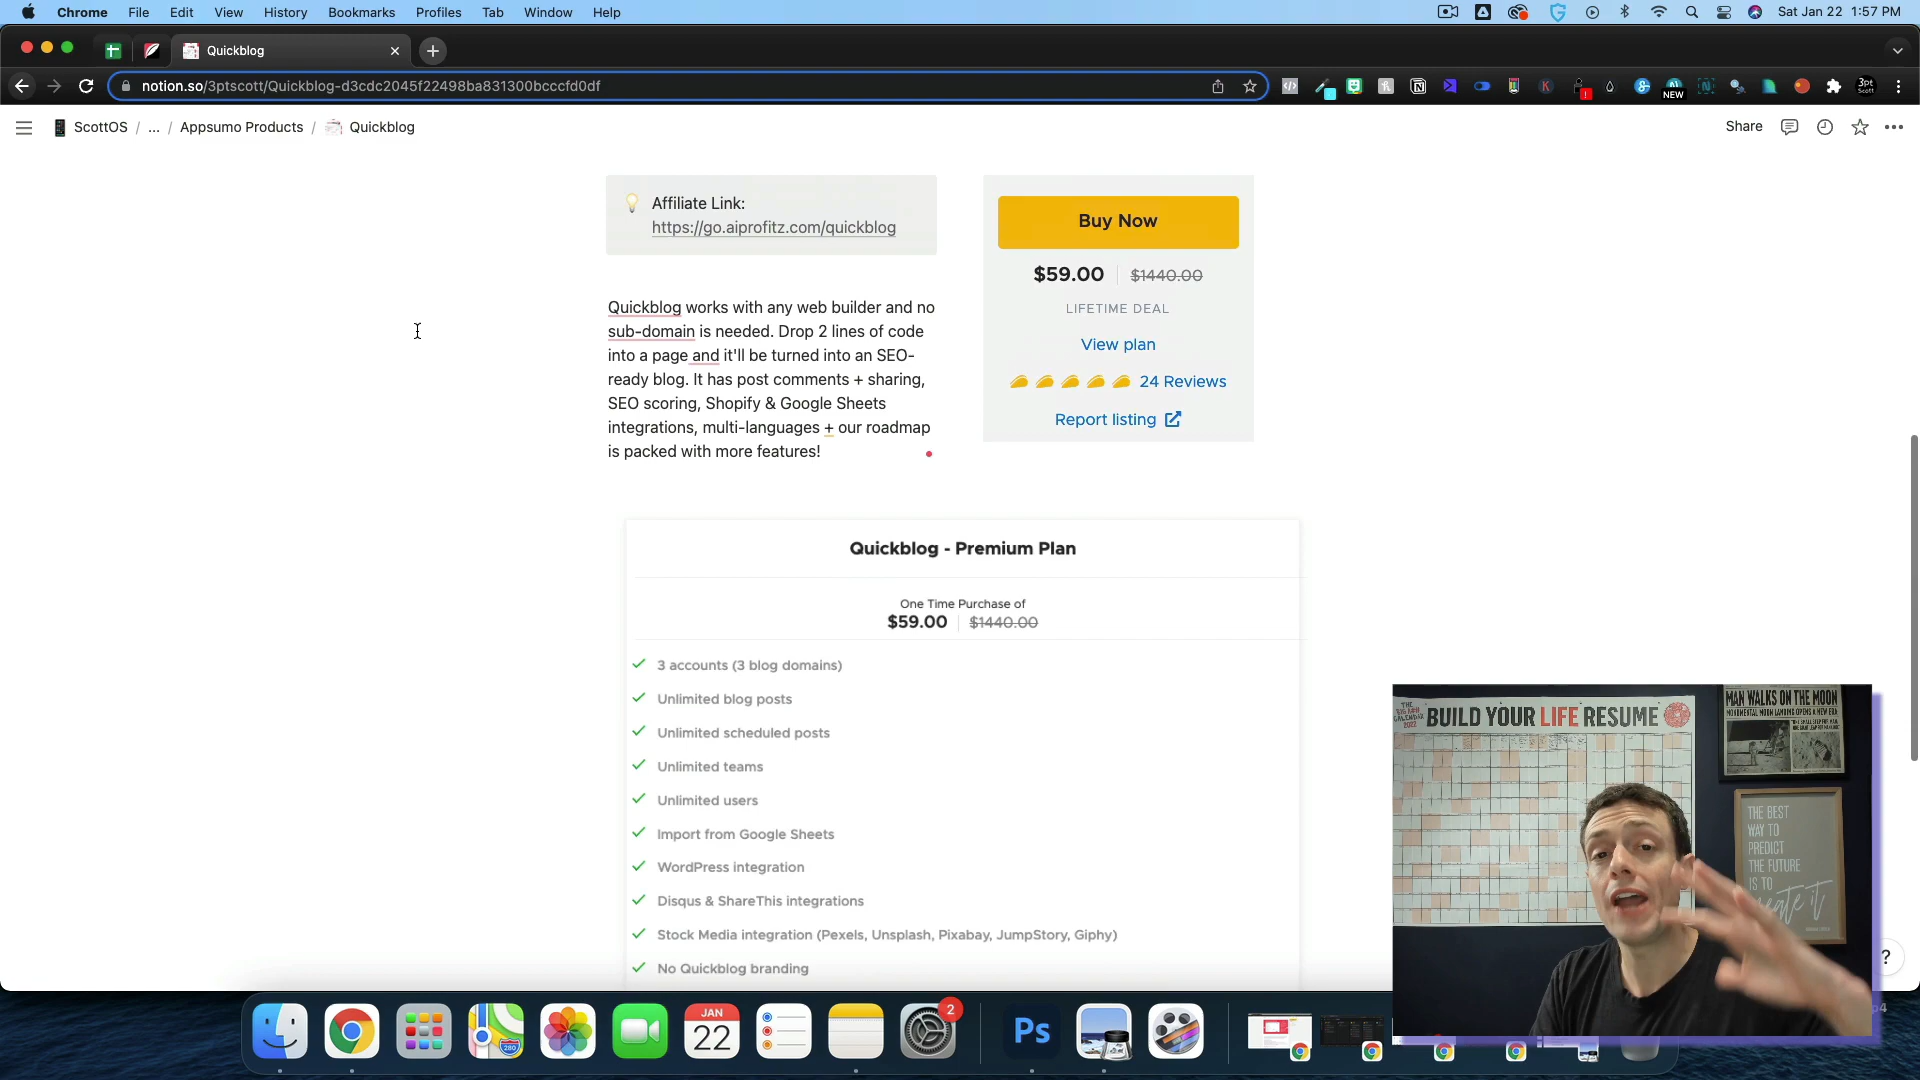 Chrome File Edit View History Bookmarks Profiles Tab Window Help Sat Jan 22 1:57 PM
Quickblog
notion.so/3ptscott/Quickblog-d3cdc2045f22498ba831300bcccfd0df
NEW
3pt Scott
ScottOS / ... / Appsumo Products / Quickblog
Share
Affiliate Link:
https://go.aiprofitz.com/quickblog
Quickblog works with any web builder and no
sub-domain is needed. Drop 2 lines of code
into a page and it'll be turned into an SEO-
ready blog. It has post comments + sharing,
SEO scoring, Shopify & Google Sheets
integrations, multi-languages + our roadmap
is packed with more features!
Buy Now
$59.00 $1440.00
LIFETIME DEAL
View plan
24 Reviews
Report listing
Quickblog - Premium Plan
One Time Purchase of
$59.00 $1440.00
3 accounts (3 blog domains)
Unlimited blog posts
Unlimited scheduled posts
Unlimited teams
Unlimited users
Import from Google Sheets
WordPress integration
Disqus & ShareThis integrations
Stock Media integration (Pexels, Unsplash, Pixabay, JumpStory, Giphy)
No Quickblog branding
BUILD YOUR LIFE RESUME
MAN WALKS ON THE MOON
THE BEST
WAY TO
PREDICT
THE FUTURE
IS TO
create it
?
JAN
22
2
Ps
280